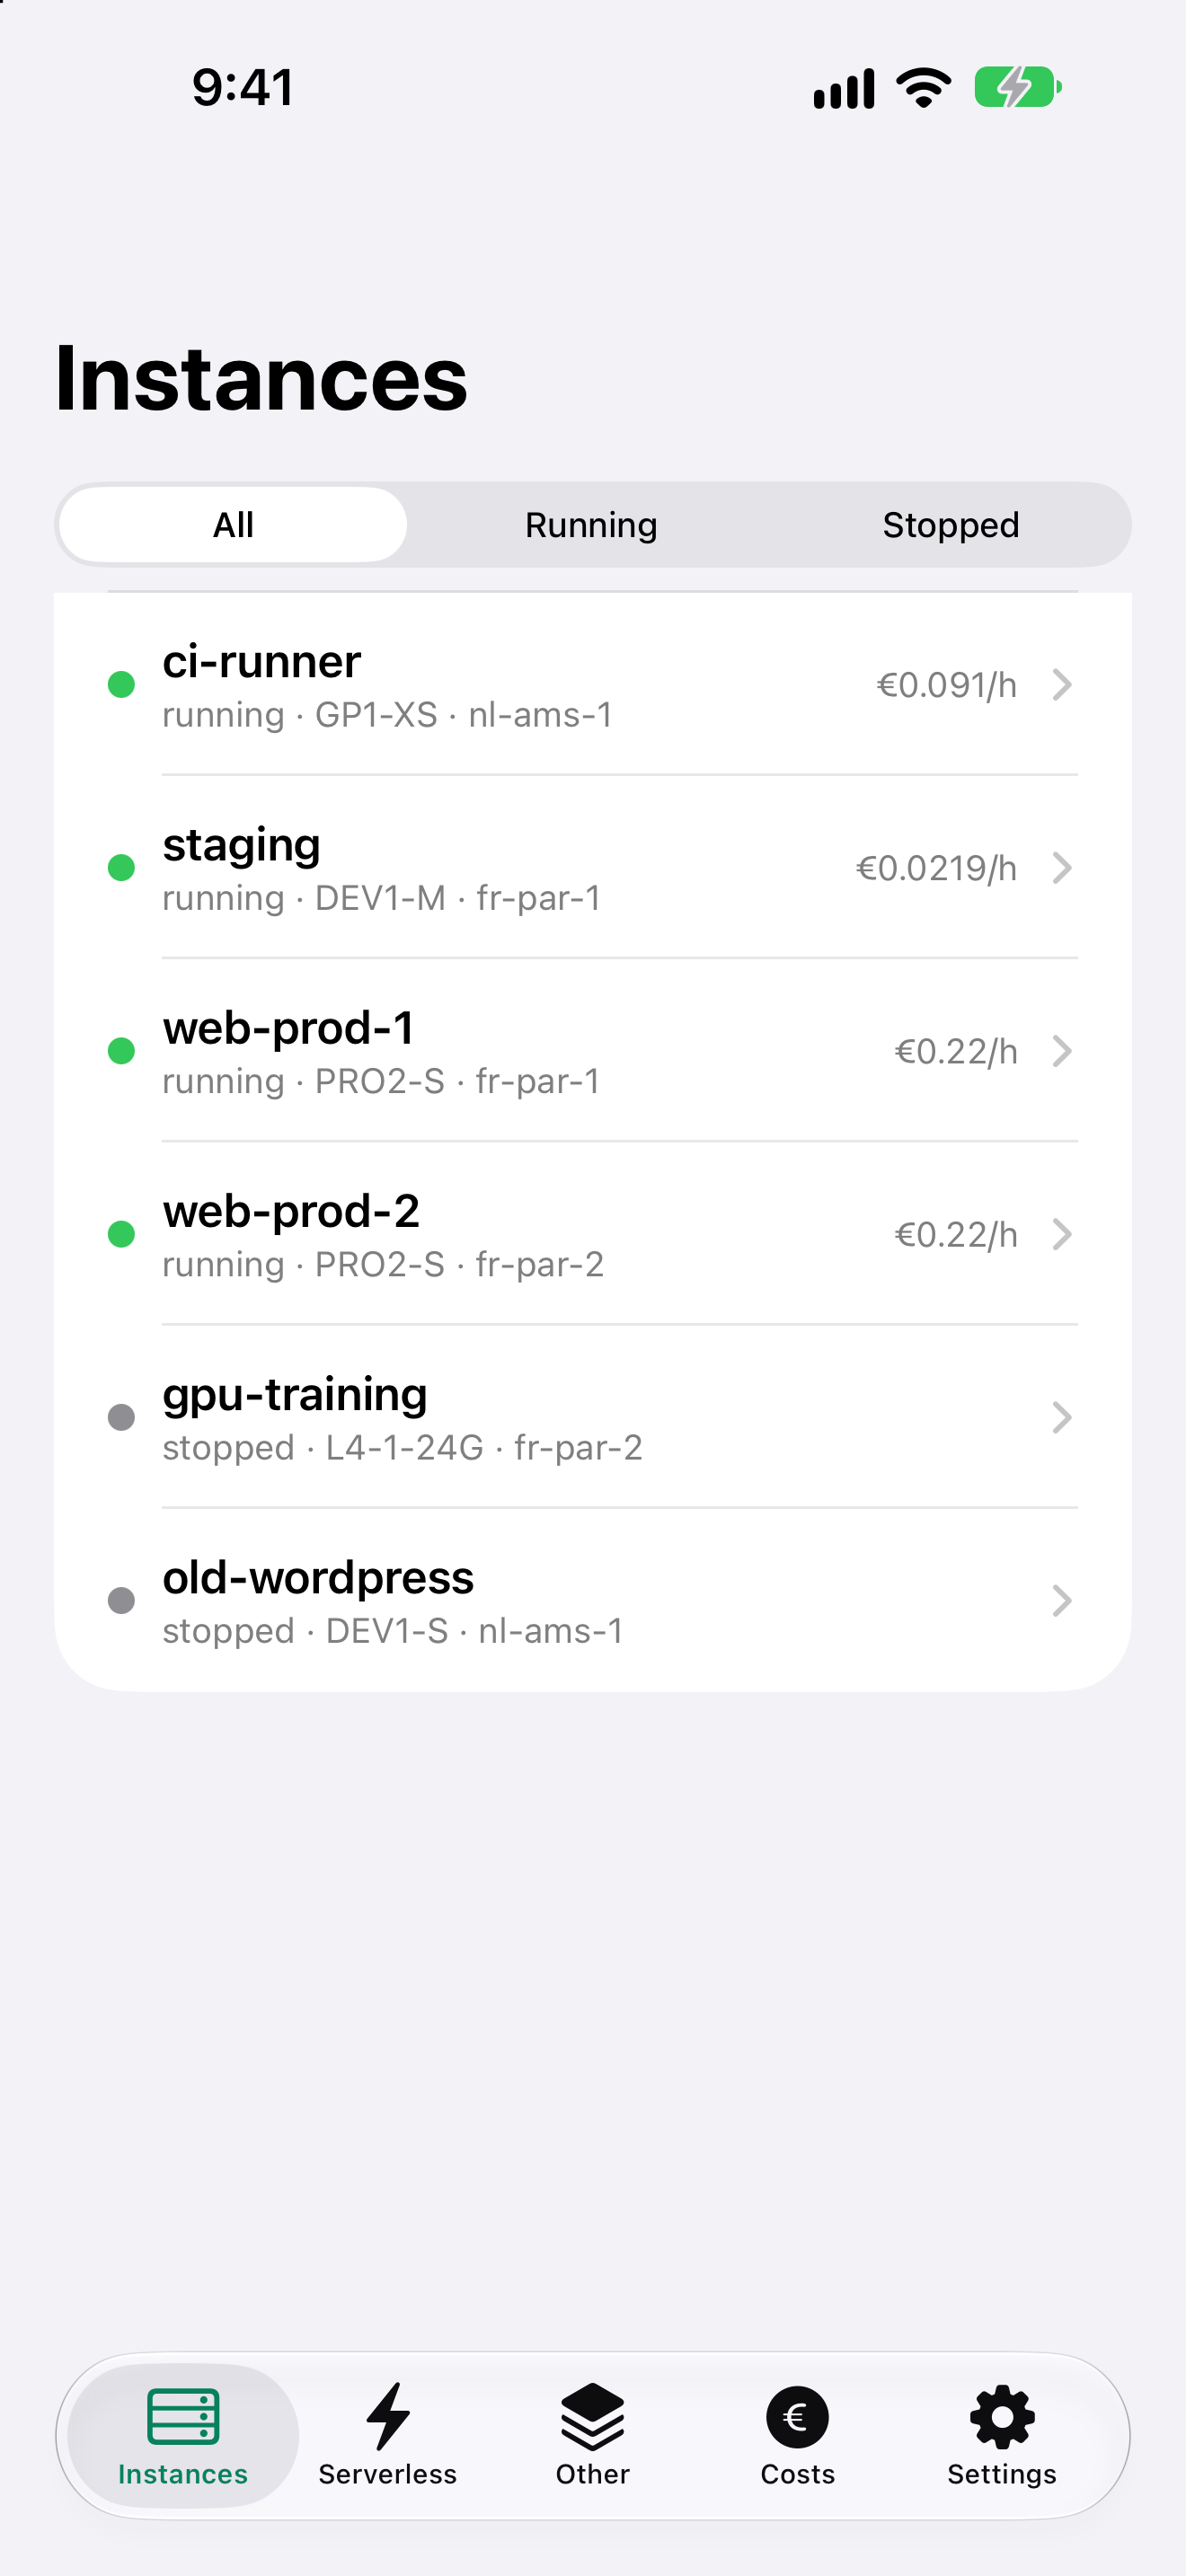 9:41
Instances
All Running Stopped
ci-runner
€0.091/h
running · GP1-XS · nl-ams-1
staging
€0.0219/h
running · DEV1-M · fr-par-1
web-prod-1
€0.22/h
running · PRO2-S · fr-par-1
web-prod-2
€0.22/h
running · PRO2-S · fr-par-2
gpu-training
stopped · L4-1-24G · fr-par-2
old-wordpress
stopped · DEV1-S · nl-ams-1
€
Instances Serverless Other Costs Settings